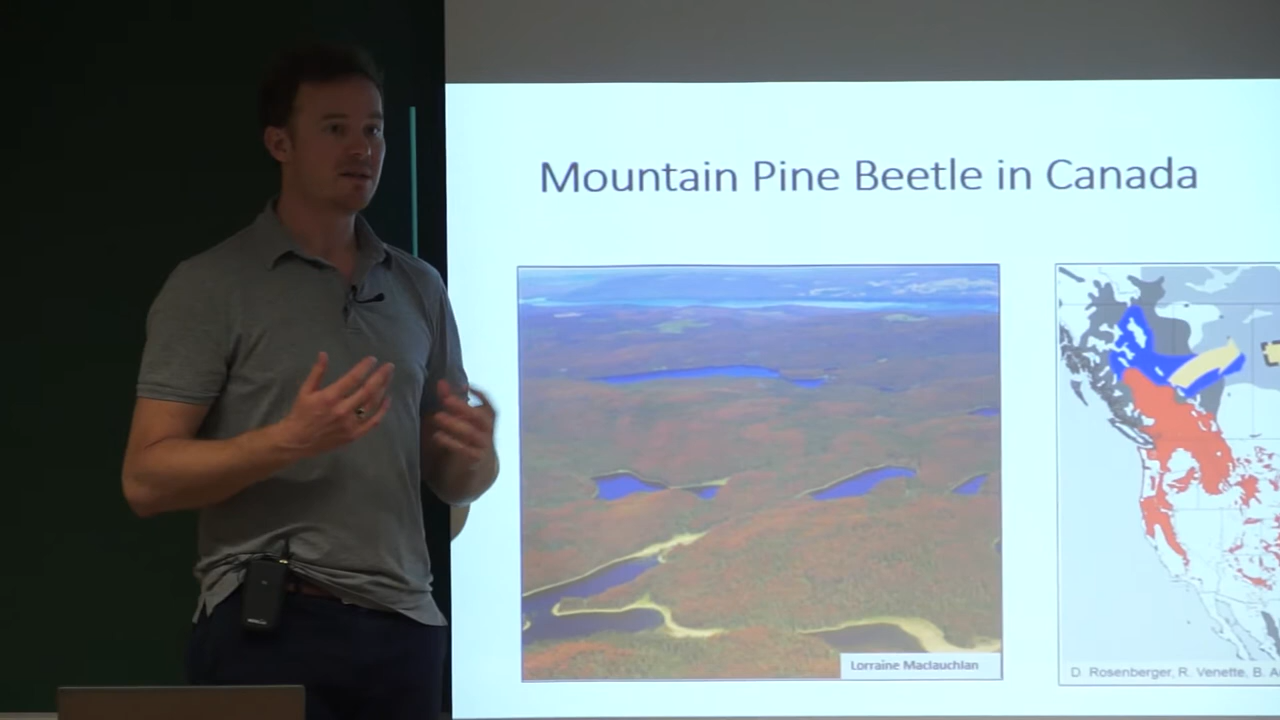 Mountain Pine Beetle in Canada
Lorraine Maclauchlan
D. Rosenberger, R. Venette, B.